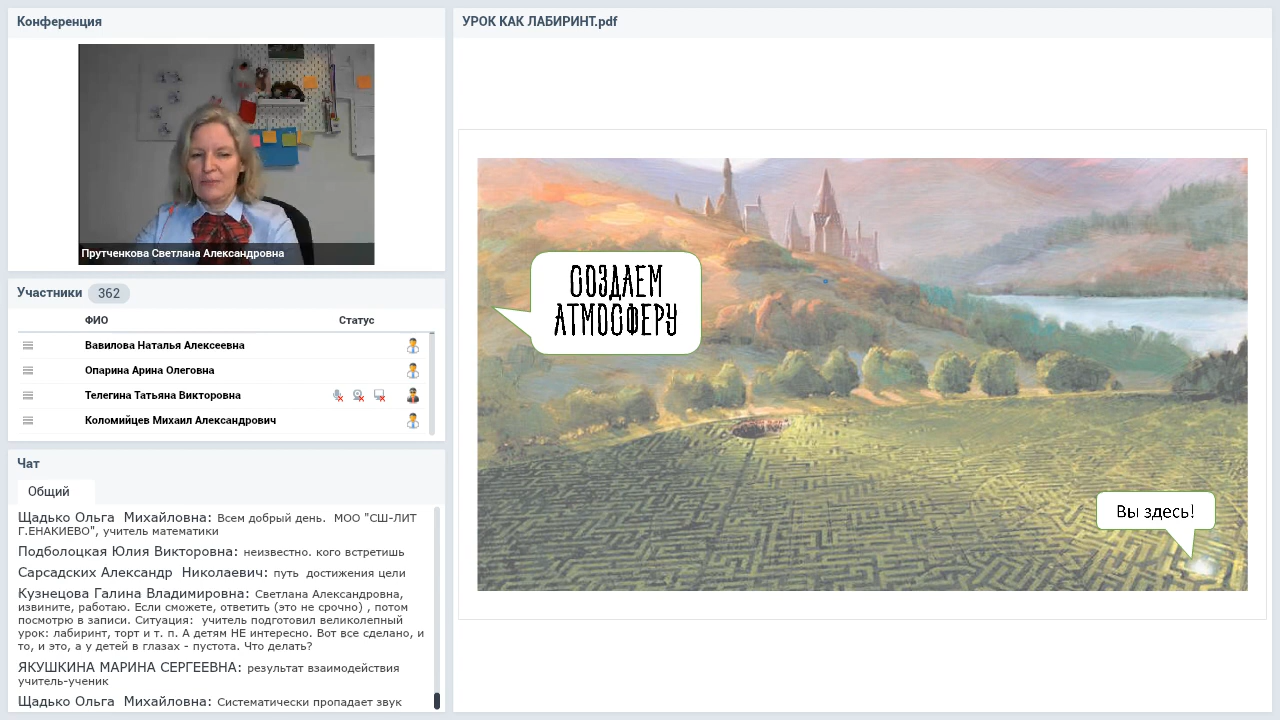 Конференция
Прутченкова Светлана Александровна
Участники 362
ФИО Статус
Вавилова Наталья Алексеевна
Опарина Арина Олеговна
Телегина Татьяна Викторовна
Коломийцев Михаил Александрович
Чат
Общий
Щадько Ольга  Михайловна: Всем добрый день.  МОО "СШ-ЛИТ
Г.ЕНАКИЕВО", учитель математики
Подболоцкая Юлия Викторовна: неизвестно. кого встретишь
Сарсадских Александр  Николаевич: путь  достижения цели
Кузнецова Галина Владимировна: Светлана Александровна,
извините, работаю. Если сможете, ответить (это не срочно) , потом
посмотрю в записи. Ситуация:  учитель подготовил великолепный
урок: лабиринт, торт и т. п. А детям НЕ интересно. Вот все сделано, и
то, и это, а у детей в глазах - пустота. Что делать?
ЯКУШКИНА МАРИНА СЕРГЕЕВНА: результат взаимодействия
учитель-ученик
Щадько Ольга  Михайловна: Систематически пропадает звук
УРОК КАК ЛАБИРИНТ.pdf
СОЗДАЕМ
АТМОСФЕРУ
Вы здесь!